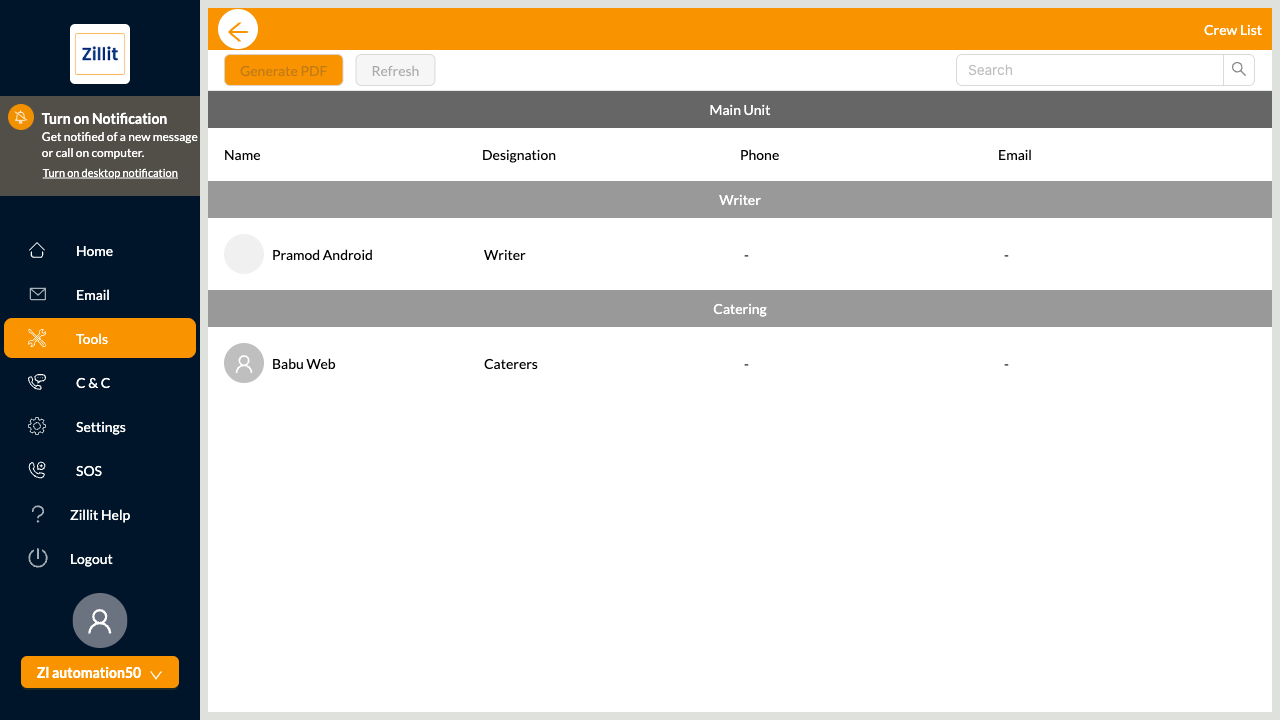 Zillit
Turn on Notification
Get notified of a new message
or call on computer.
Turn on desktop notification
Home
Email
Tools
C & C
Settings
SOS
Zillit Help
Logout
ZI automation50
Crew List
Generate PDF
Refresh
Search
Main Unit
Name Designation Phone Email
Writer
Pramod Android Writer - -
Catering
Babu Web Caterers - -